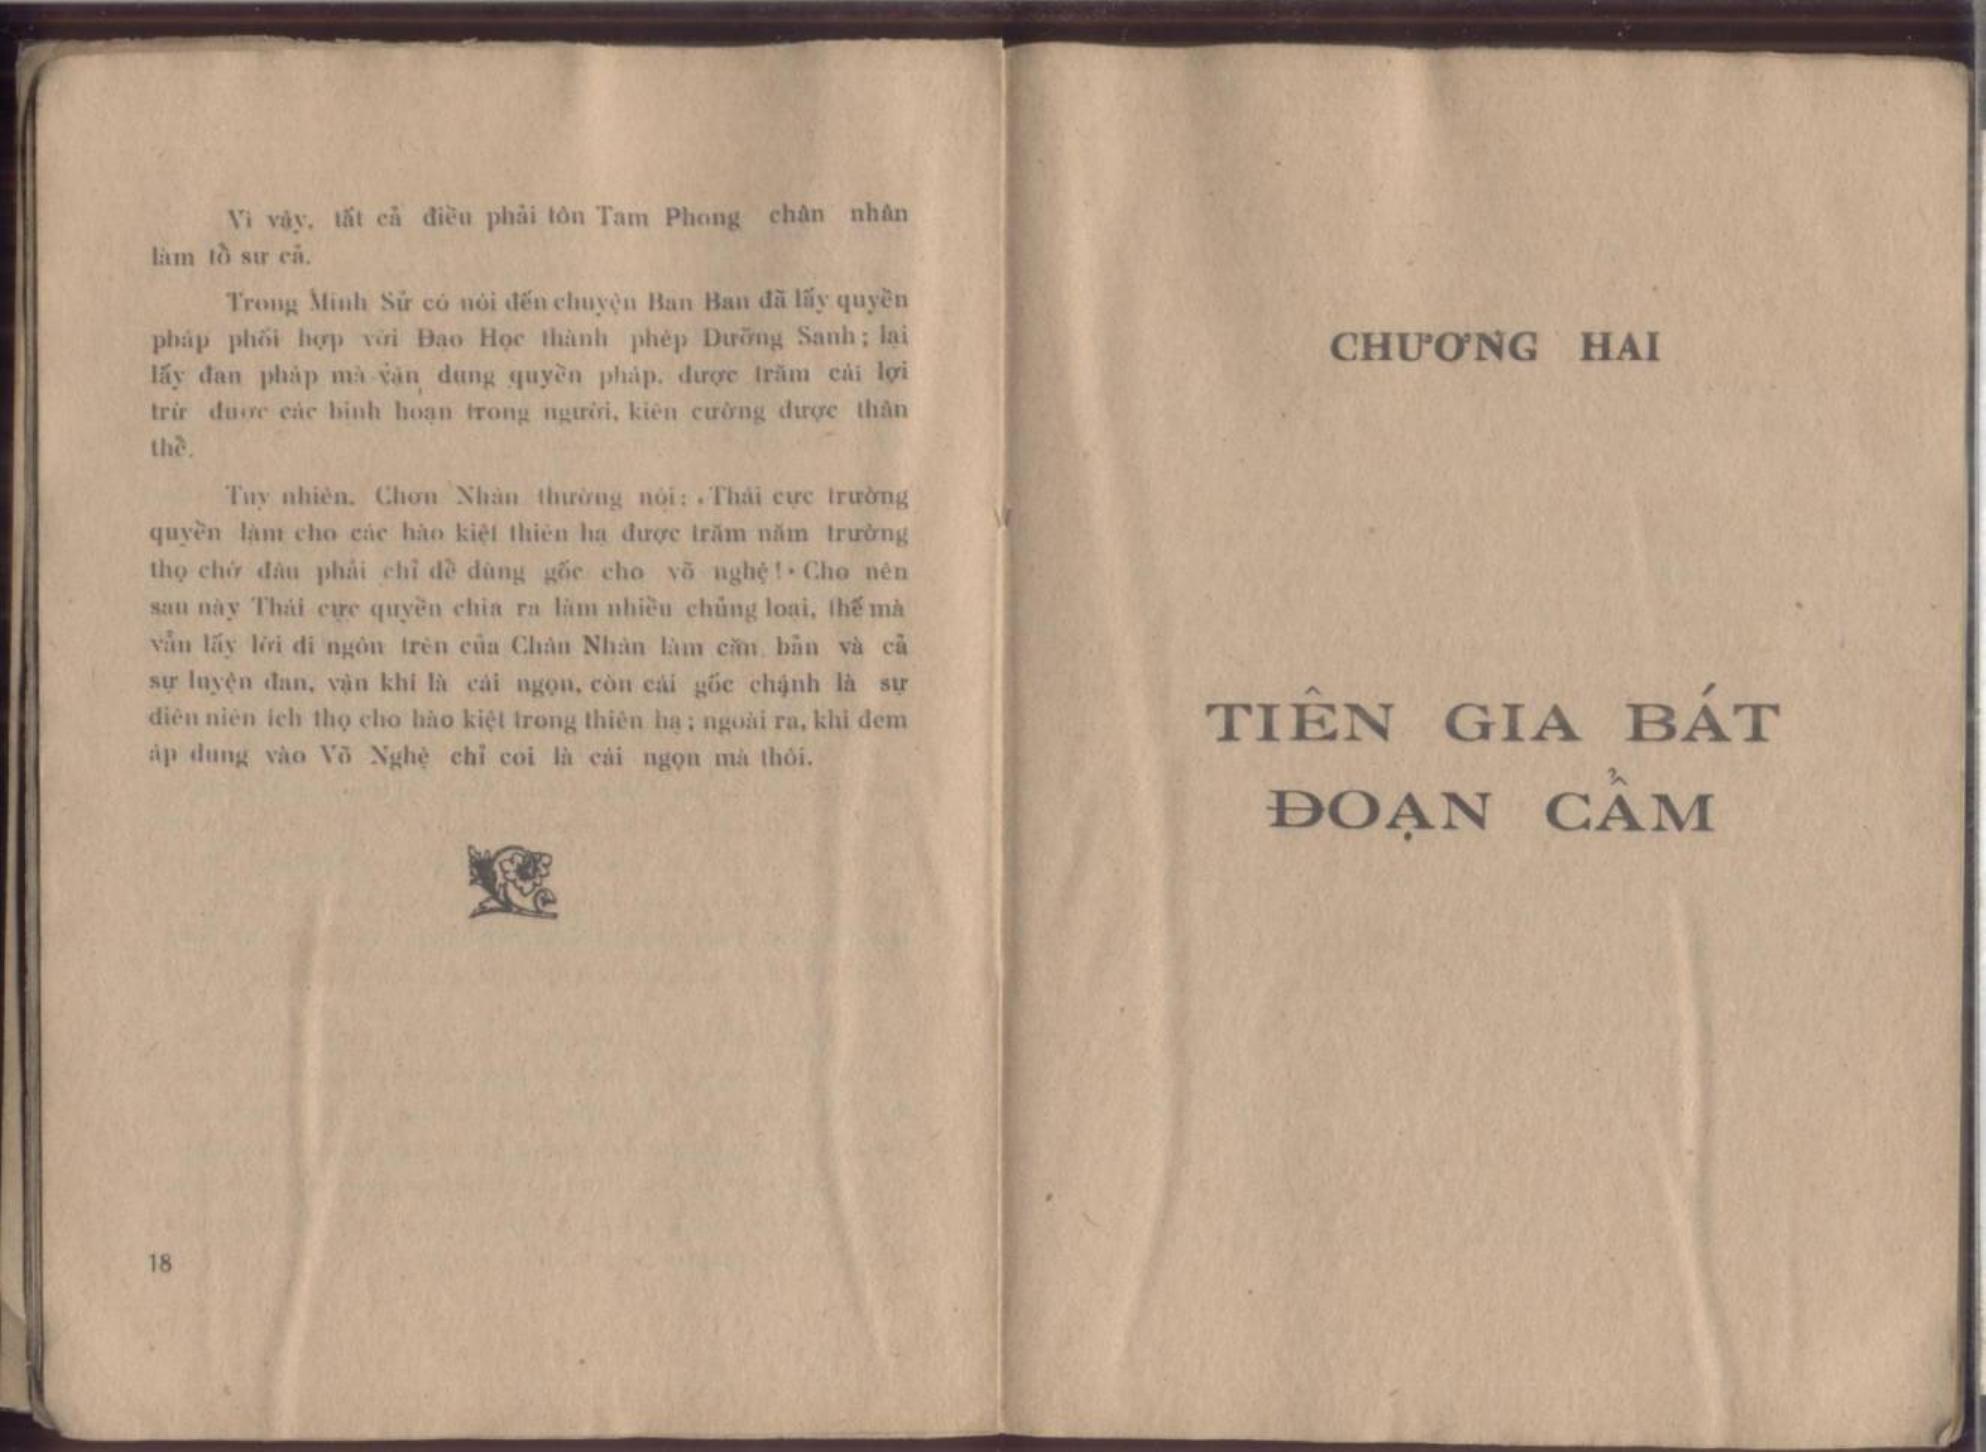 Vì vậy, tất cả điều phải tôn Tam Phong chân nhân
làm tổ sư cả.
Trong Minh Sử có nói đến chuyện Ban Ban đã lấy quyền
pháp phối hợp với Đạo Học thành phép Dưỡng Sanh; lại
lấy đan pháp mà vận dụng quyền pháp, được trăm cái lợi
trừ được các bịnh hoạn trong người, kiên cường được thân
thể.
Tuy nhiên, Chơn Nhân thường nói: «Thái cực trường
quyền làm cho các hào kiệt thiên hạ được trăm năm trường
thọ chớ đâu phải chỉ để dùng gốc cho võ nghệ!» Cho nên
sau này Thái cực quyền chia ra làm nhiều chủng loại, thế mà
vẫn lấy lời di ngôn trên của Chân Nhân làm căn bản và cả
sự luyện đan, vận khí là cái ngọn, còn cái gốc chánh là sự
diên niên ích thọ cho hào kiệt trong thiên hạ; ngoài ra, khi đem
áp dụng vào Võ Nghệ chỉ coi là cái ngọn mà thôi.
18
CHƯƠNG HAI
TIÊN GIA BÁT
ĐOẠN CẨM